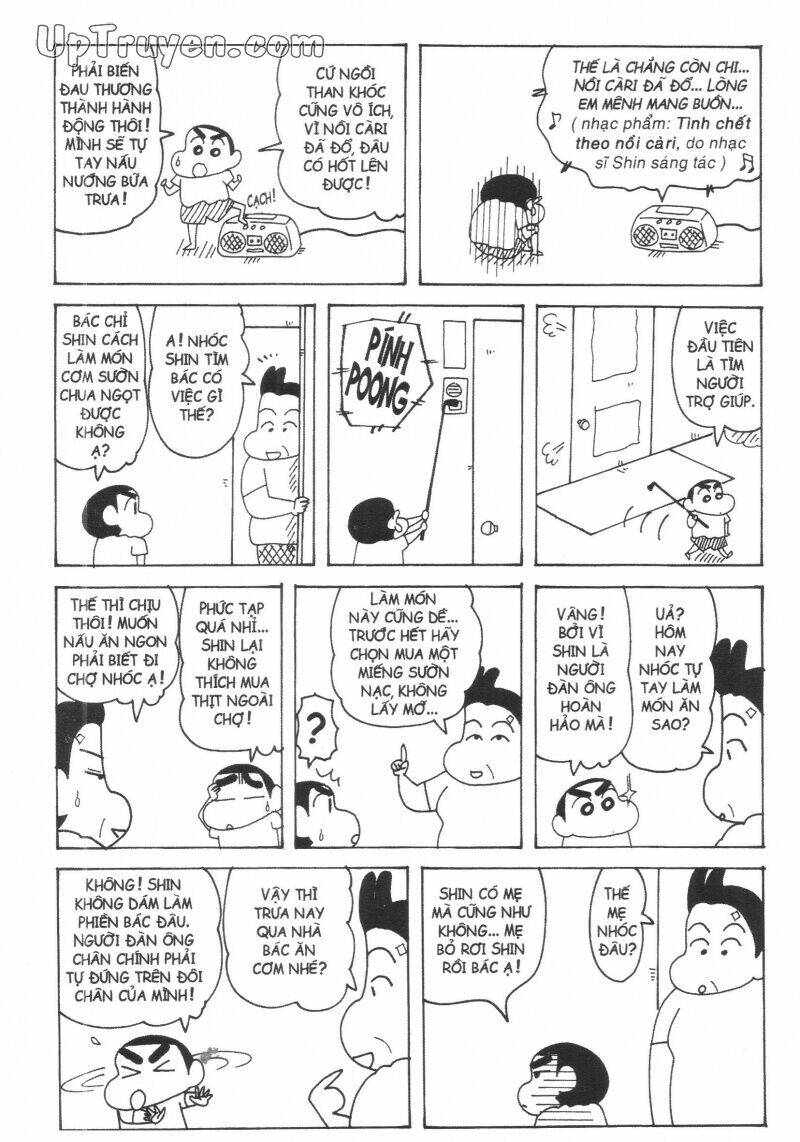 UpTruyen.com
THẾ LÀ CHẲNG CÒN CHI...
NỒI CÀRI ĐÃ ĐỔ... LÒNG
EM MÊNH MANG BUỒN...
( nhạc phẩm: Tình chết
theo nồi càri, do nhạc
sĩ Shin sáng tác )
CỨ NGỒI
THAN KHÓC
CŨNG VÔ ÍCH,
VÌ NỒI CÀRI
ĐÃ ĐỔ, ĐÂU
CÓ HỐT LÊN
ĐƯỢC!
CẠCH!
PHẢI BIẾN
ĐAU THƯƠNG
THÀNH HÀNH
ĐỘNG THÔI!
MÌNH SẼ TỰ
TAY NẤU
NƯỚNG BỮA
TRƯA!
VIỆC
ĐẦU TIÊN
LÀ TÌM
NGƯỜI
TRỢ GIÚP.
PÍNH
POONG
A! NHÓC
SHIN TÌM
BÁC CÓ
VIỆC GÌ
THẾ?
BÁC CHỈ
SHIN CÁCH
LÀM MÓN
CƠM SƯỜN
CHUA NGỌT
ĐƯỢC
KHÔNG
Ạ?
UẢ?
HÔM
NAY
NHÓC TỰ
TAY LÀM
MÓN ĂN
SAO?
VÂNG!
BỞI VÌ
SHIN LÀ
NGƯỜI
ĐÀN ÔNG
HOÀN
HẢO MÀ!
LÀM MÓN
NÀY CŨNG DỄ...
TRƯỚC HẾT HÃY
CHỌN MUA MỘT
MIẾNG SƯỜN
NẠC, KHÔNG
LẤY MỠ...
?
PHỨC TẠP
QUÁ NHỈ...
SHIN LẠI
KHÔNG
THÍCH MUA
THỊT NGOÀI
CHỢ!
THẾ THÌ CHỊU
THÔI! MUỐN
NẤU ĂN NGON
PHẢI BIẾT ĐI
CHỢ NHÓC Ạ!
THẾ
MẸ
NHÓC
ĐÂU?
SHIN CÓ MẸ
MÀ CŨNG NHƯ
KHÔNG... MẸ
BỎ RƠI SHIN
RỒI BÁC Ạ!
VẬY THÌ
TRƯA NAY
QUA NHÀ
BÁC ĂN
CƠM NHÉ?
KHÔNG! SHIN
KHÔNG DÁM LÀM
PHIỀN BÁC ĐÂU.
NGƯỜI ĐÀN ÔNG
CHÂN CHÍNH PHẢI
TỰ ĐỨNG TRÊN ĐÔI
CHÂN CỦA MÌNH!